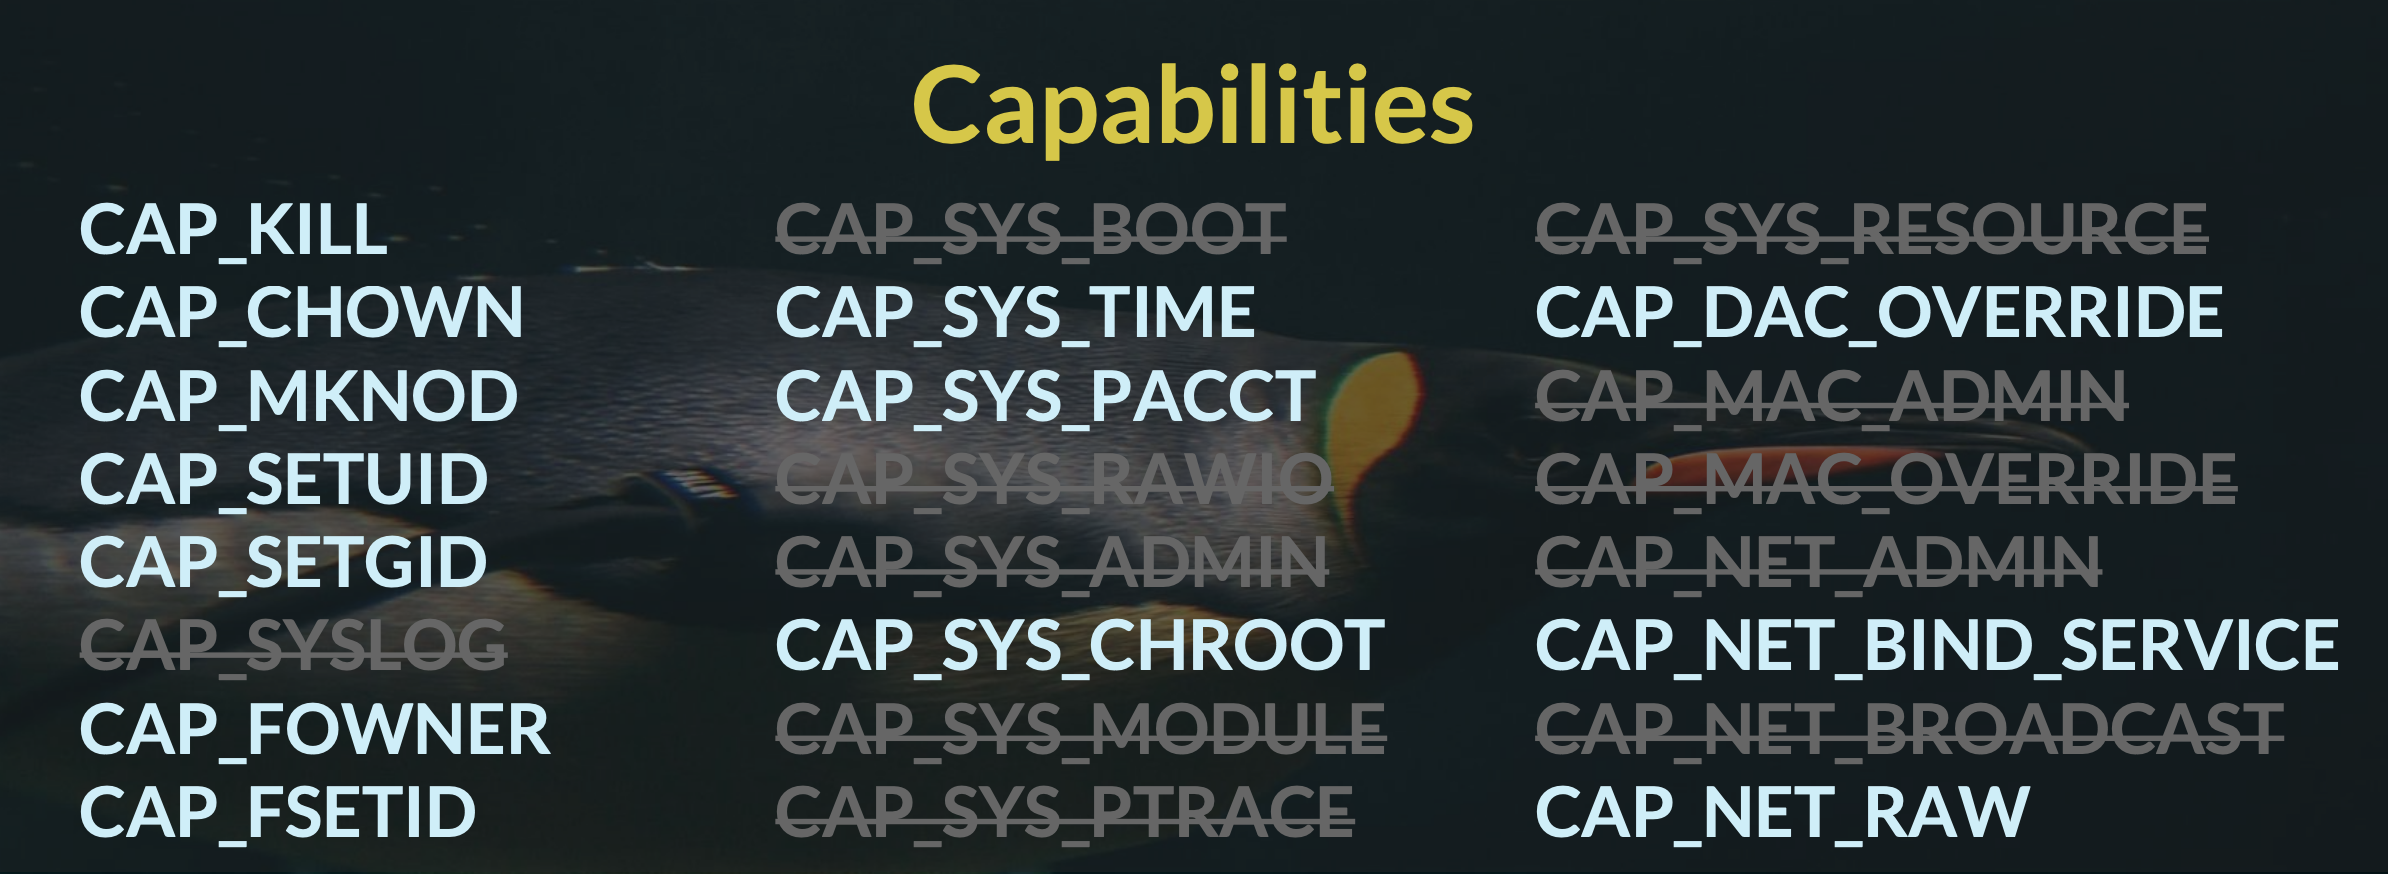 Capabilities
CAP_KILL
CAP_CHOWN
CAP_MKNOD
CAP_SETUID
CAP_SETGID
CAP_SYSLOG
CAP_FOWNER
CAP_FSETID
CAP_SYS_BOOT
CAP_SYS_TIME
CAP_SYS_PACCT
CAP_SYS_RAWIO
CAP_SYS_ADMIN
CAP_SYS_CHROOT
CAP_SYS_MODULE
CAP_SYS_PTRACE
CAP_SYS_RESOURCE
CAP_DAC_OVERRIDE
CAP_MAC_ADMIN
CAP_MAC_OVERRIDE
CAP_NET_ADMIN
CAP_NET_BIND_SERVICE
CAP_NET_BROADCAST
CAP_NET_RAW